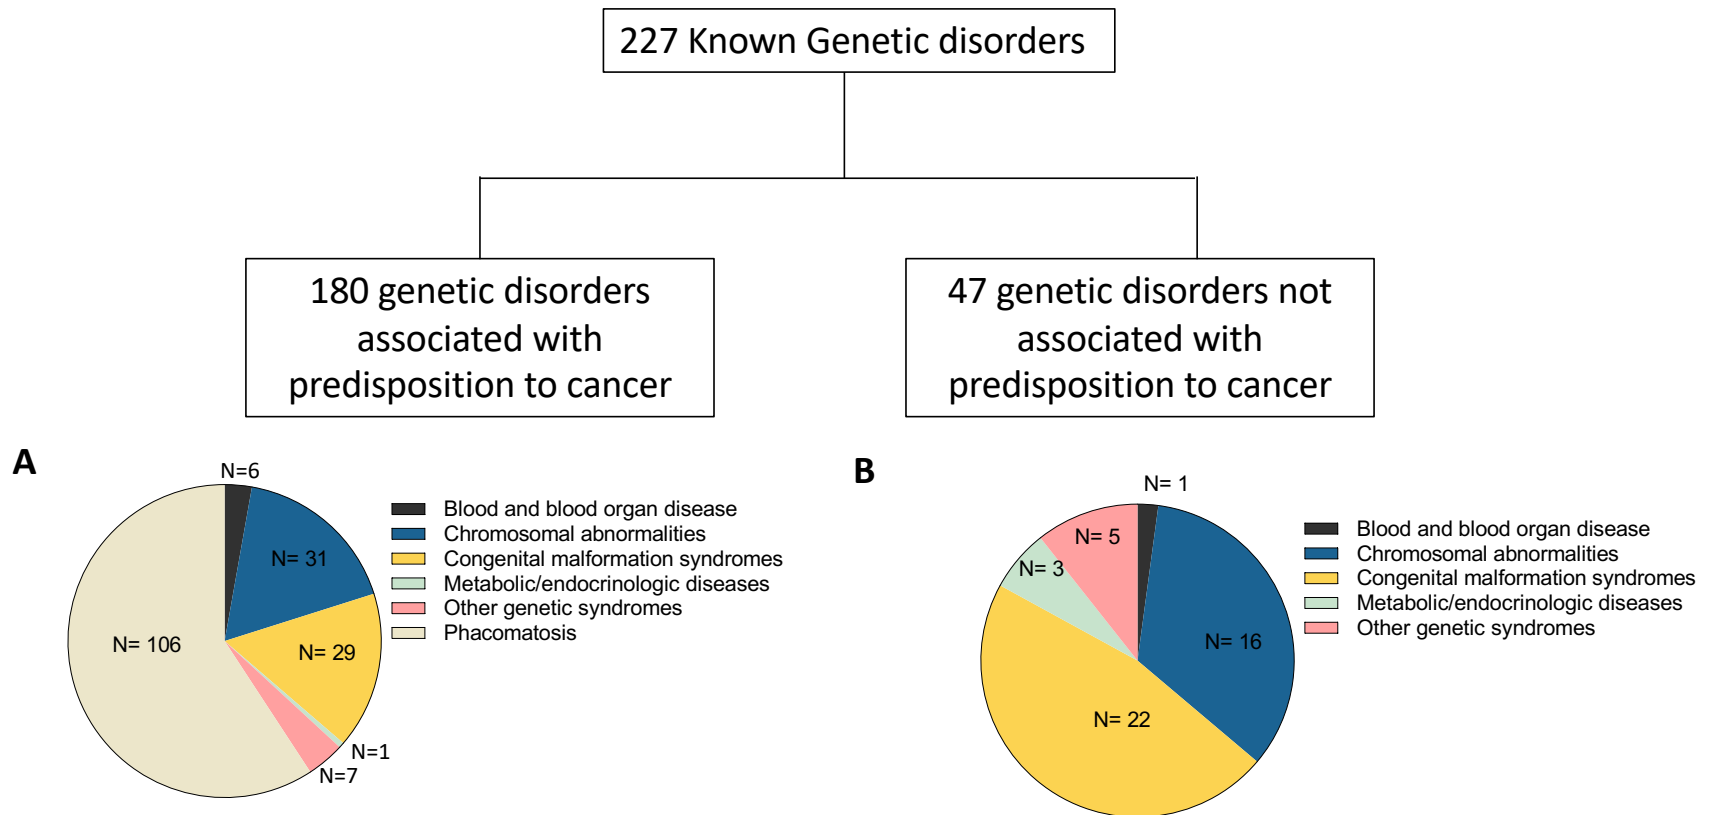 227 Known Genetic disorders
180 genetic disorders
associated with
predisposition to cancer
47 genetic disorders not
associated with
predisposition to cancer
A
N=6
N= 31
N= 29
N=1
N=7
N= 106
Blood and blood organ disease
Chromosomal abnormalities
Congenital malformation syndromes
Metabolic/endocrinologic diseases
Other genetic syndromes
Phacomatosis
B
N= 1
N= 5
N= 3
N= 16
N= 22
Blood and blood organ disease
Chromosomal abnormalities
Congenital malformation syndromes
Metabolic/endocrinologic diseases
Other genetic syndromes